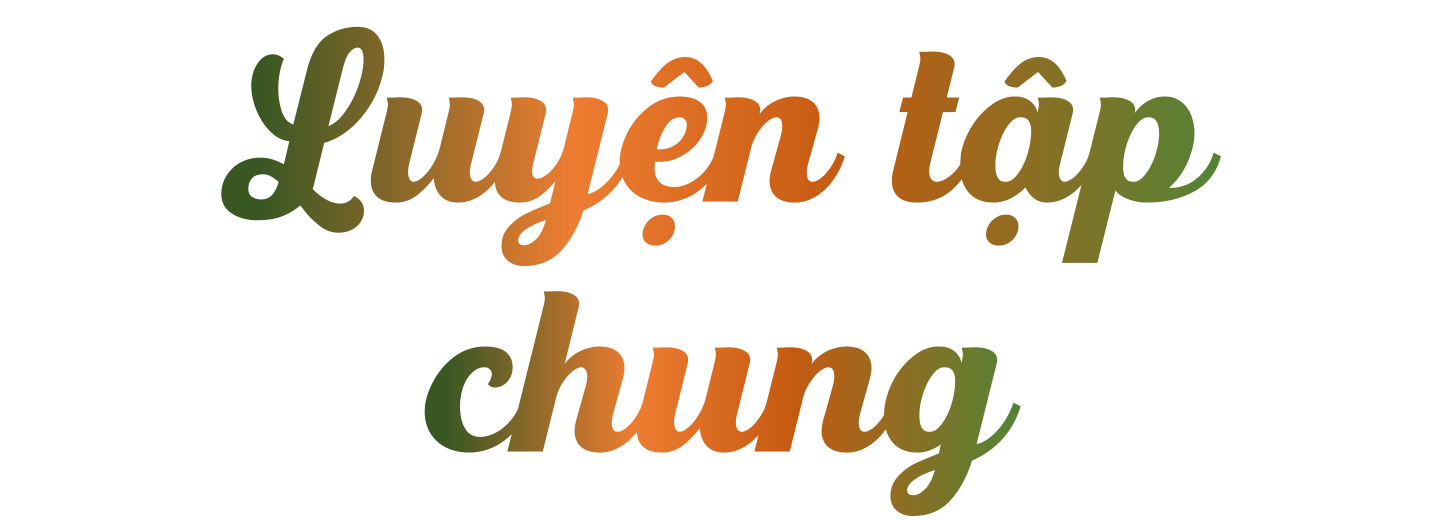 Luyện tập
chung